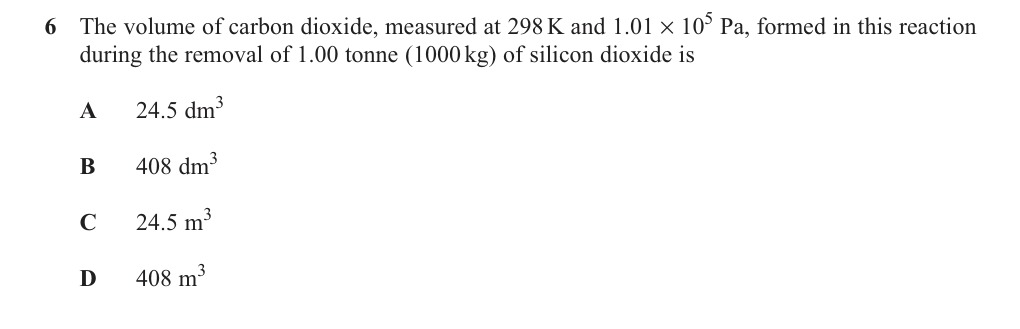 6 The volume of carbon dioxide, measured at 298 K and 1.01 × 10⁵ Pa, formed in this reaction
during the removal of 1.00 tonne (1000 kg) of silicon dioxide is
A 24.5 dm³
B 408 dm³
C 24.5 m³
D 408 m³